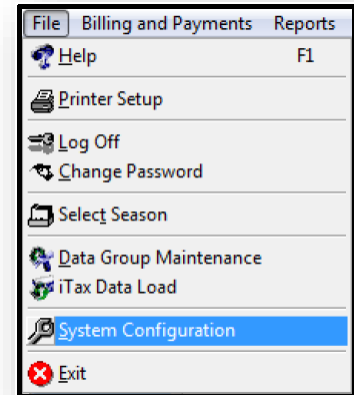 File Billing and Payments Reports
Help F1
Printer Setup
Log Off
Change Password
Select Season
Data Group Maintenance
iTax Data Load
System Configuration
Exit